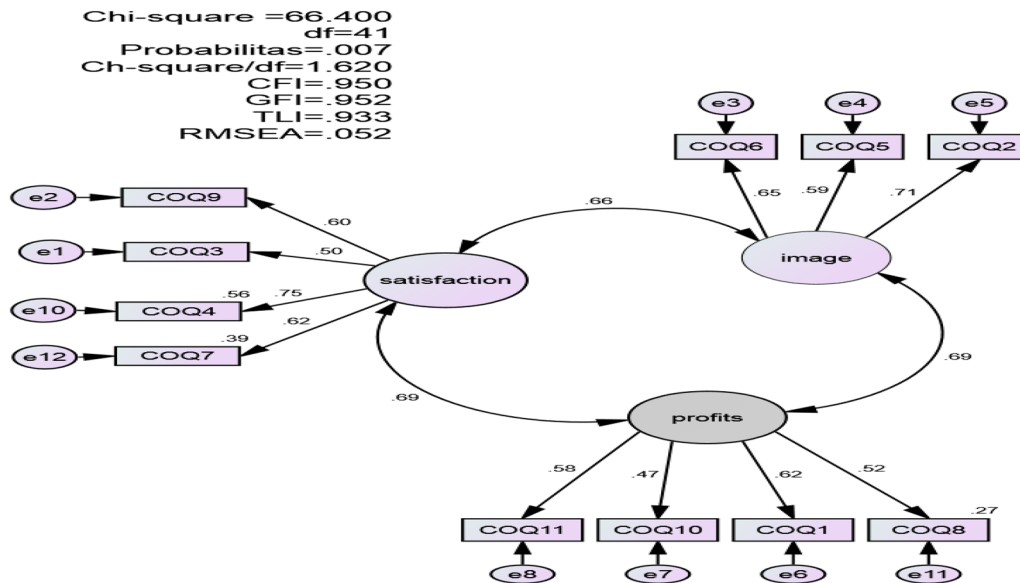 Chi-square =66.400
df=41
Probabilitas=.007
Ch-square/df=1.620
CFI=.950
GFI=.952
TLI=.933
RMSEA=.052
e3
e4
e5
COQ6
COQ5
COQ2
.65
.59
.71
e2
COQ9
.60
.66
e1
COQ3
.50
satisfaction
image
e10
COQ4
.56
.75
e12
COQ7
.39
.62
.69
.69
profits
.58
.47
.62
.52
.27
COQ11
COQ10
COQ1
COQ8
e8
e7
e6
e11